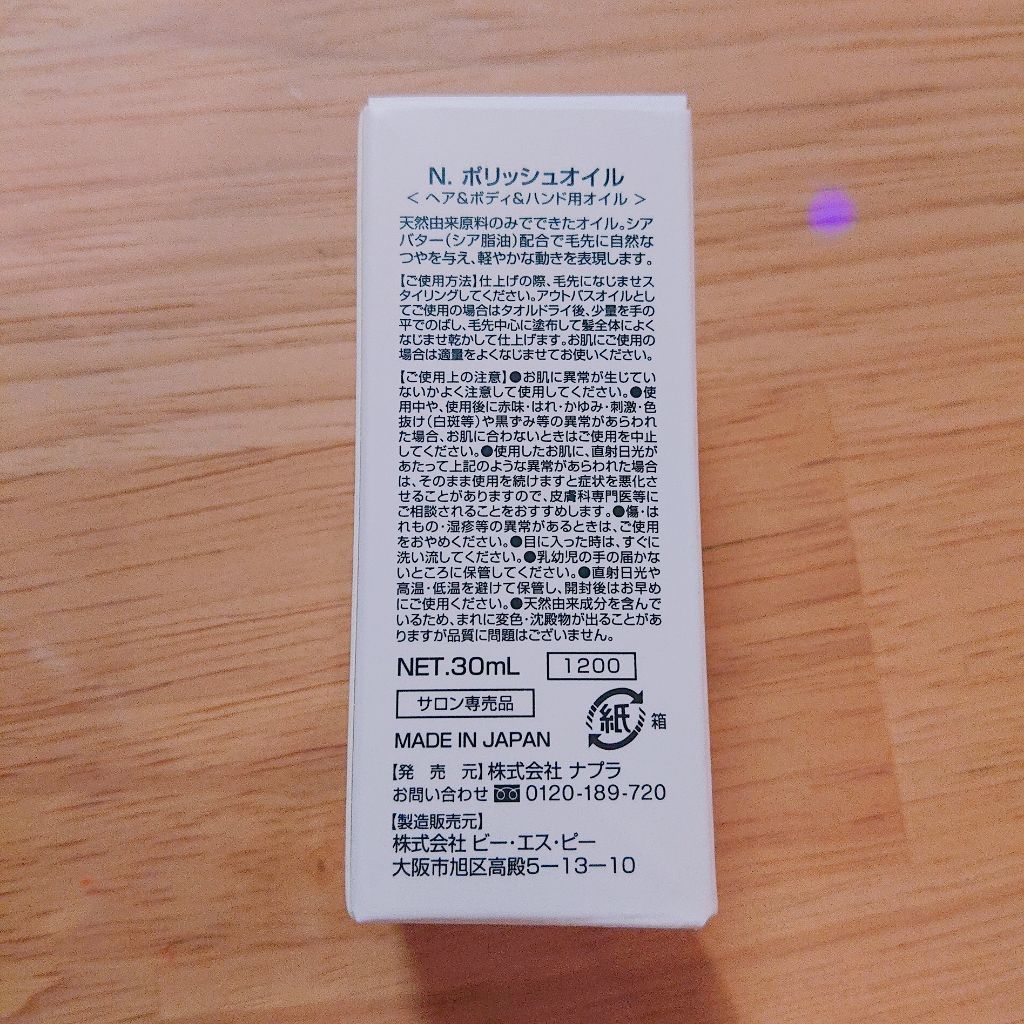 N. ポリッシュオイル
< ヘア&ボディ&ハンド用オイル >
天然由来原料のみでできたオイル。シア
バター(シア脂油)配合で毛先に自然な
つやを与え、軽やかな動きを表現します。
【ご使用方法】仕上げの際、毛先になじませス
タイリングしてください。アウトバスオイルとし
てご使用の場合はタオルドライ後、少量を手の
平でのばし、毛先中心に塗布して髪全体によく
なじませ乾かして仕上げます。お肌にご使用の
場合は適量をよくなじませてお使いください。
【ご使用上の注意】●お肌に異常が生じてい
ないかよく注意して使用してください。●使
用中や、使用後に赤味・はれ・かゆみ・刺激・色
抜け(白斑等)や黒ずみ等の異常があらわれ
た場合、お肌に合わないときはご使用を中止
してください。●使用したお肌に、直射日光が
あたって上記のような異常があらわれた場合
は、そのまま使用を続けますと症状を悪化さ
せることがありますので、皮膚科専門医等に
ご相談されることをおすすめします。●傷・は
れもの・湿疹等の異常があるときは、ご使用
をおやめください。●目に入った時は、すぐに
洗い流してください。●乳幼児の手の届かな
いところに保管してください。●直射日光や
高温・低温を避けて保管し、開封後はお早め
にご使用ください。●天然由来成分を含んで
いるため、まれに変色・沈殿物が出ることがあ
りますが品質に問題はございません。
NET.30mL 1200
サロン専売品
紙 箱
MADE IN JAPAN
【発 売 元】株式会社 ナプラ
お問い合わせ 0120-189-720
【製造販売元】
株式会社 ビー・エス・ピー
大阪市旭区高殿5ー13ー10